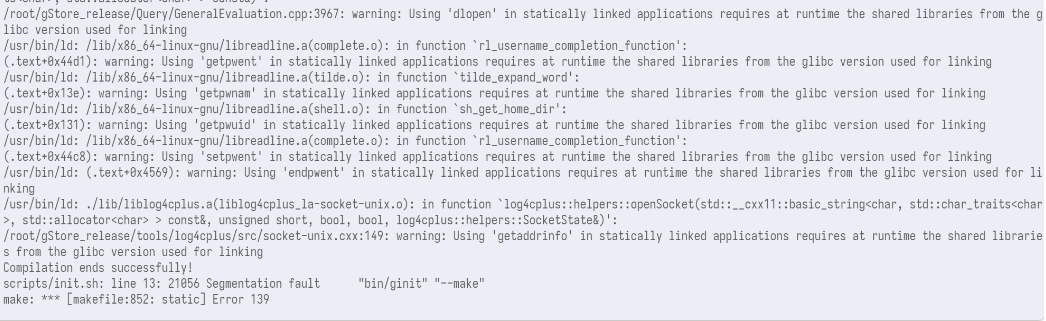 /root/gStore_release/Query/GeneralEvaluation.cpp:3967: warning: Using 'dlopen' in statically linked applications requires at runtime the shared libraries from the g
libc version used for linking
/usr/bin/ld: /lib/x86_64-linux-gnu/libreadline.a(complete.o): in function `rl_username_completion_function':
(.text+0x44d1): warning: Using 'getpwent' in statically linked applications requires at runtime the shared libraries from the glibc version used for linking
/usr/bin/ld: /lib/x86_64-linux-gnu/libreadline.a(tilde.o): in function `tilde_expand_word':
(.text+0x13e): warning: Using 'getpwnam' in statically linked applications requires at runtime the shared libraries from the glibc version used for linking
/usr/bin/ld: /lib/x86_64-linux-gnu/libreadline.a(shell.o): in function `sh_get_home_dir':
(.text+0x131): warning: Using 'getpwuid' in statically linked applications requires at runtime the shared libraries from the glibc version used for linking
/usr/bin/ld: /lib/x86_64-linux-gnu/libreadline.a(complete.o): in function `rl_username_completion_function':
(.text+0x44c8): warning: Using 'setpwent' in statically linked applications requires at runtime the shared libraries from the glibc version used for linking
/usr/bin/ld: (.text+0x4569): warning: Using 'endpwent' in statically linked applications requires at runtime the shared libraries from the glibc version used for li
nking
/usr/bin/ld: ./lib/liblog4cplus.a(liblog4cplus_la-socket-unix.o): in function `log4cplus::helpers::openSocket(std::__cxx11::basic_string<char, std::char_traits<char
>, std::allocator<char> > const&, unsigned short, bool, bool, log4cplus::helpers::SocketState&)':
/root/gStore_release/tools/log4cplus/src/socket-unix.cxx:149: warning: Using 'getaddrinfo' in statically linked applications requires at runtime the shared librarie
s from the glibc version used for linking
Compilation ends successfully!
scripts/init.sh: line 13: 21056 Segmentation fault      "bin/ginit" "--make"
make: *** [makefile:852: static] Error 139